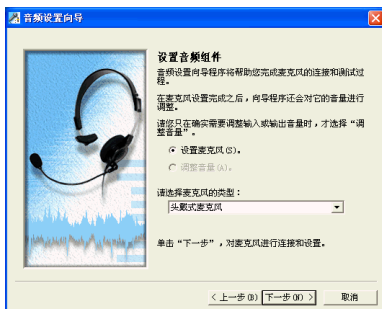 音频设置向导
设置音频组件
音频设置向导程序将帮助您完成麦克风的连接和测试过
程。
在麦克风设置完成之后，向导程序还会对它的音量进行
调整。
请您只在确实需要调整输入或输出音量时，才选择“调
整音量”。
设置麦克风(S)。
调整音量(A)。
请选择麦克风的类型：
头戴式麦克风
单击“下一步”，对麦克风进行连接和设置。
< 上一步(B) 下一步(N) > 取消